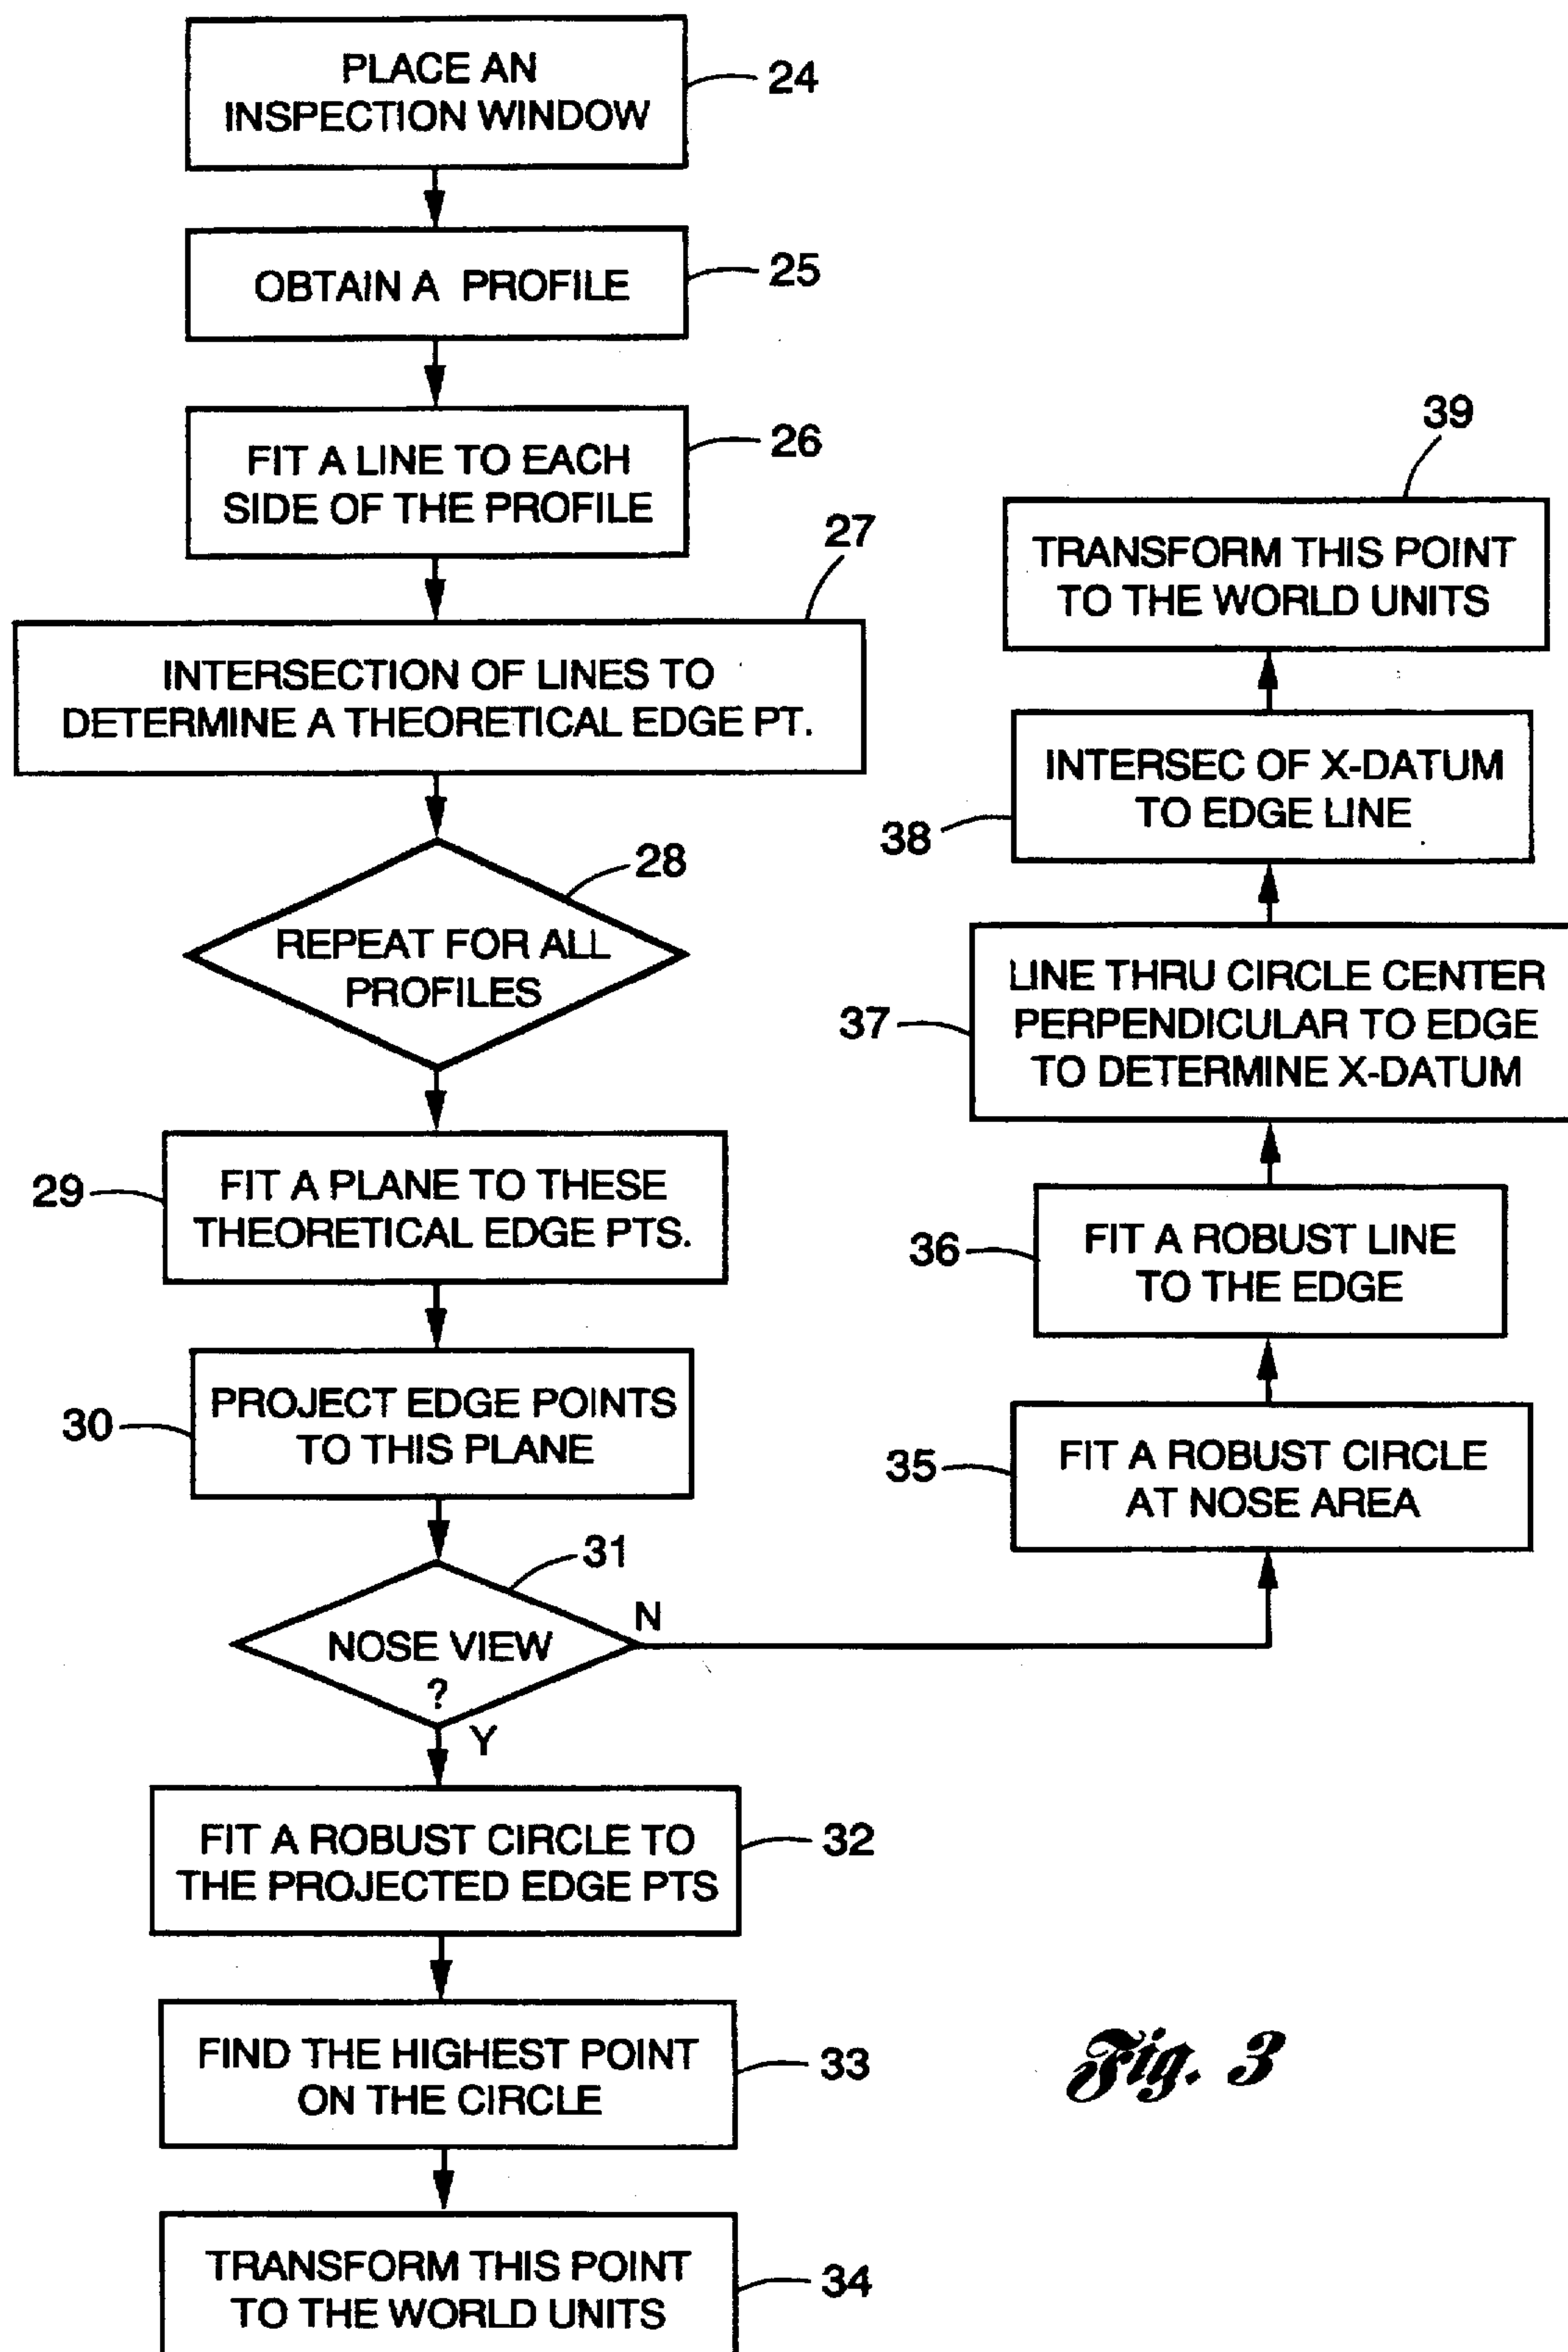 PLACE AN
INSPECTION WINDOW
24
OBTAIN A PROFILE
25
FIT A LINE TO EACH
SIDE OF THE PROFILE
26
INTERSECTION OF LINES TO
DETERMINE A THEORETICAL EDGE PT.
27
REPEAT FOR ALL
PROFILES
28
29
FIT A PLANE TO THESE
THEORETICAL EDGE PTS.
30
PROJECT EDGE POINTS
TO THIS PLANE
31
NOSE VIEW
?
N
Y
FIT A ROBUST CIRCLE TO
THE PROJECTED EDGE PTS
32
FIND THE HIGHEST POINT
ON THE CIRCLE
33
TRANSFORM THIS POINT
TO THE WORLD UNITS
34
39
TRANSFORM THIS POINT
TO THE WORLD UNITS
INTERSEC OF X-DATUM
TO EDGE LINE
38
LINE THRU CIRCLE CENTER
PERPENDICULAR TO EDGE
TO DETERMINE X-DATUM
37
36
FIT A ROBUST LINE
TO THE EDGE
35
FIT A ROBUST CIRCLE
AT NOSE AREA
Fig. 3